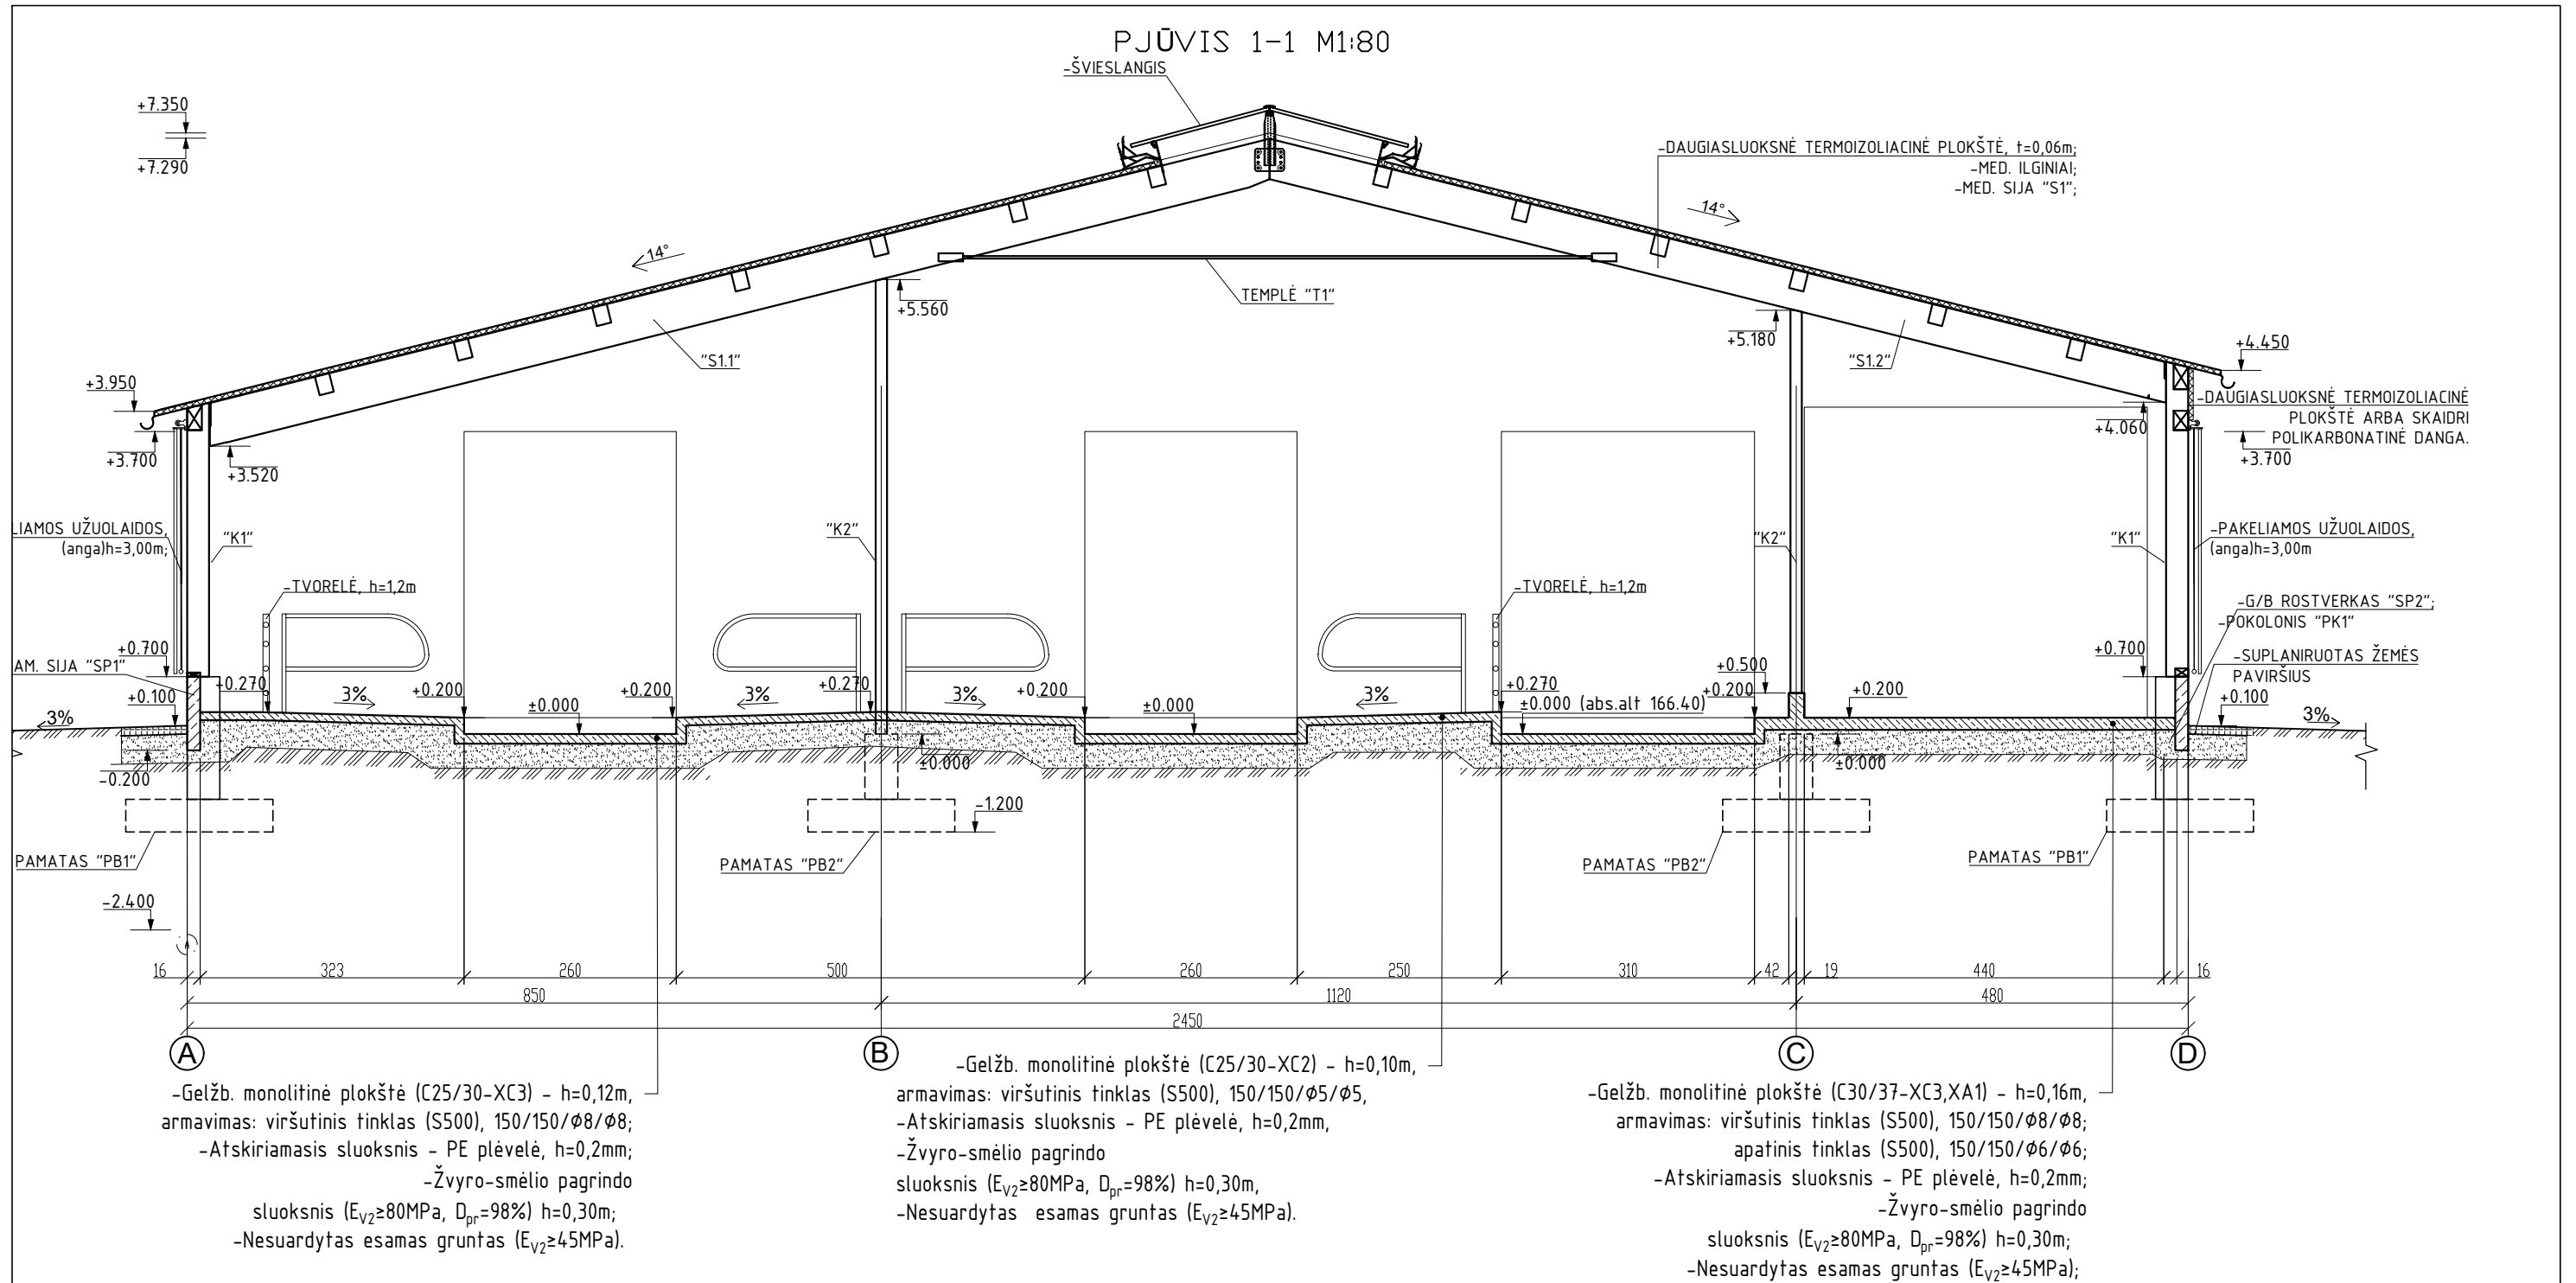 PJŪVIS 1-1 M1:80
-ŠVIESLANGIS
+7.350
+7.290
-DAUGIASLUOKSNĖ TERMOIZOLIACINĖ PLOKŠTĖ, t=0,06m;
-MED. ILGINIAI;
-MED. SIJA "S1";
14°
14°
TEMPLĖ "T1"
+5.560
+5.180
"S1.1"
"S1.2"
+4.450
+3.950
-DAUGIASLUOKSNĖ TERMOIZOLIACINĖ
PLOKŠTĖ ARBA SKAIDRI
POLIKARBONATINĖ DANGA.
+4.060
+3.700
+3.520
+3.700
LIAMOS UŽUOLAIDOS,
(anga)h=3,00m;
"K1"
"K2"
"K2"
"K1"
-PAKELIAMOS UŽUOLAIDOS,
(anga)h=3,00m
-TVORELĖ, h=1,2m
-TVORELĖ, h=1,2m
-G/B ROSTVERKAS "SP2";
-POKOLONIS "PK1"
+0.700
+0.700
-SUPLANIRUOTAS ŽEMĖS
PAVIRŠIUS
AM. SIJA "SP1"
+0.500
+0.100
+0.270
3%
+0.200
+0.200
3%
+0.270
3%
+0.200
3%
+0.270
+0.200
+0.200
+0.100
3%
±0.000
±0.000
±0.000 (abs.alt 166.40)
3%
-0.200
±0.000
±0.000
-1.200
PAMATAS "PB1"
PAMATAS "PB2"
PAMATAS "PB2"
PAMATAS "PB1"
-2.400
16 323 260 500 260 250 310 42 19 440 16
850 1120 480
2450
A B C D
-Gelžb. monolitinė plokštė (C25/30-XC3) - h=0,12m,
armavimas: viršutinis tinklas (S500), 150/150/Ø8/Ø8;
-Atskiriamasis sluoksnis - PE plėvelė, h=0,2mm;
-Žvyro-smėlio pagrindo
sluoksnis (EV2≥80MPa, Dpr=98%) h=0,30m;
-Nesuardytas esamas gruntas (EV2≥45MPa).
-Gelžb. monolitinė plokštė (C25/30-XC2) - h=0,10m,
armavimas: viršutinis tinklas (S500), 150/150/Ø5/Ø5,
-Atskiriamasis sluoksnis - PE plėvelė, h=0,2mm,
-Žvyro-smėlio pagrindo
sluoksnis (EV2≥80MPa, Dpr=98%) h=0,30m,
-Nesuardytas esamas gruntas (EV2≥45MPa).
-Gelžb. monolitinė plokštė (C30/37-XC3,XA1) - h=0,16m,
armavimas: viršutinis tinklas (S500), 150/150/Ø8/Ø8;
apatinis tinklas (S500), 150/150/Ø6/Ø6;
-Atskiriamasis sluoksnis - PE plėvelė, h=0,2mm;
-Žvyro-smėlio pagrindo
sluoksnis (EV2≥80MPa, Dpr=98%) h=0,30m;
-Nesuardytas esamas gruntas (EV2≥45MPa);